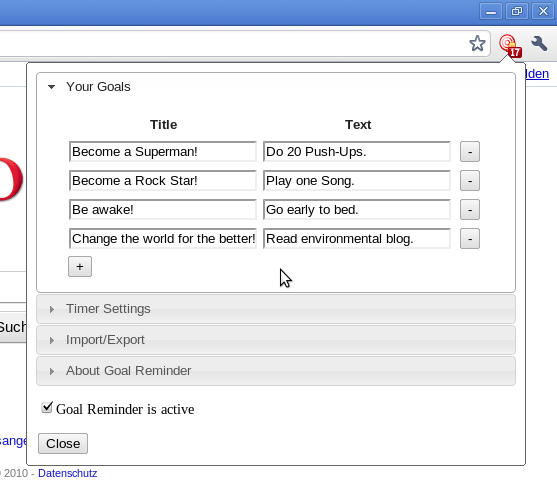 17
lden
Your Goals
Title Text
Become a Superman! Do 20 Push-Ups. -
Become a Rock Star! Play one Song. -
Be awake! Go early to bed. -
Change the world for the better! Read environmental blog. -
+
Timer Settings
Such
Import/Export
About Goal Reminder
Goal Reminder is active
sange
Close
2010 - Datenschutz